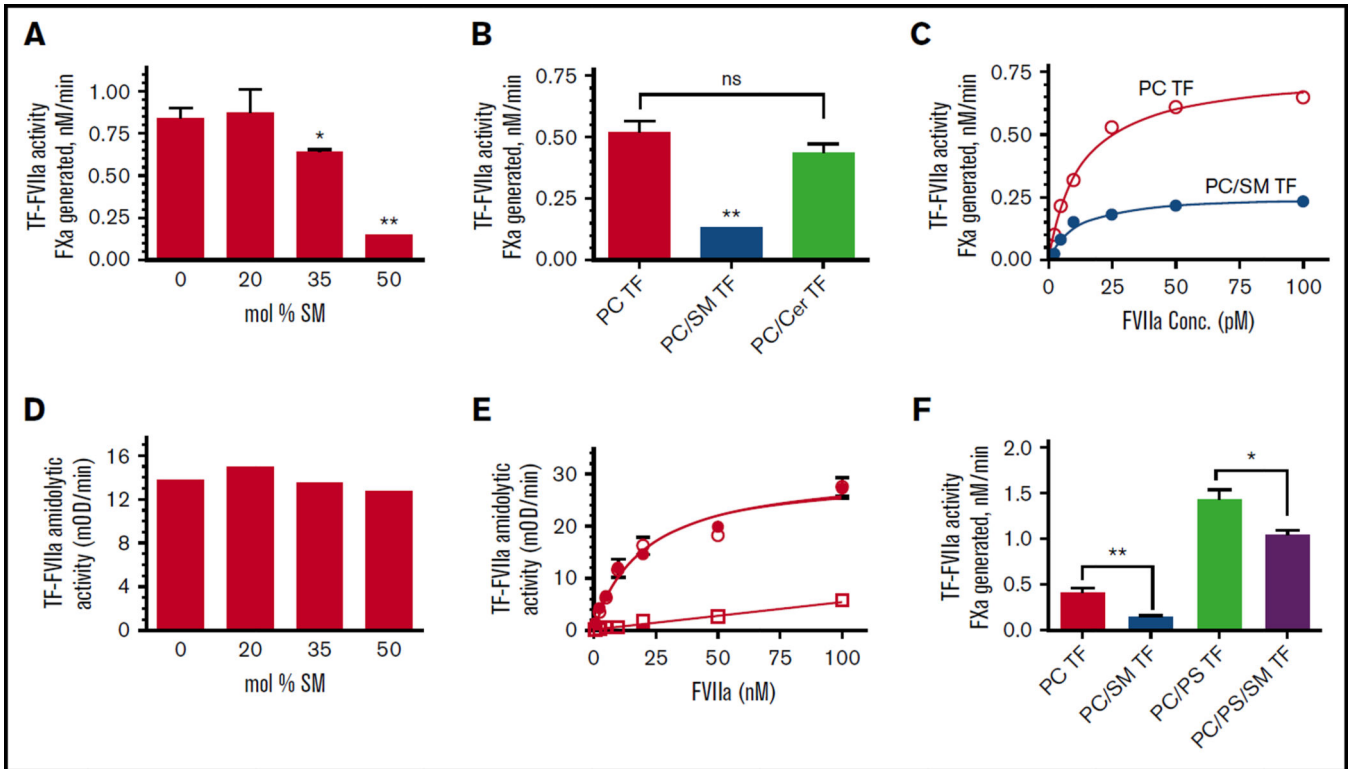 A
TF-FVIIa activity
FXa generated, nM/min
1.00
0.75
0.50
0.25
0.00
*
**
0 20 35 50
mol % SM
B
TF-FVIIa activity
FXa generated, nM/min
0.75
0.50
0.25
0.00
ns
**
PC TF
PC/SM TF
PC/Cer TF
C
TF-FVIIa activity
FXa generated, nM/min
0.75
0.50
0.25
0.00
PC TF
PC/SM TF
0 25 50 75 100
FVIIa Conc. (pM)
D
TF-FVIIa amidolytic
activity (mOD/min)
16
12
8
4
0
0 20 35 50
mol % SM
E
TF-FVIIa amidolytic
activity (mOD/min)
30
20
10
0
0 25 50 75 100
FVIIa (nM)
F
TF-FVIIa activity
FXa generated, nM/min
2.0
1.5
1.0
0.5
0.0
**
*
PC TF
PC/SM TF
PC/PS TF
PC/PS/SM TF